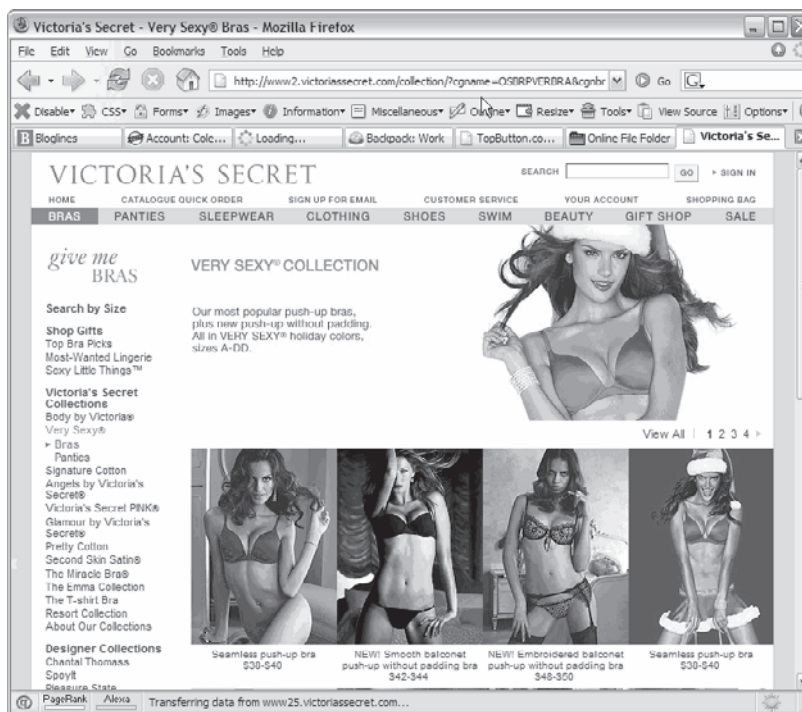 Victoria's Secret - Very Sexy® Bras - Mozilla Firefox
File Edit View Go Bookmarks Tools Help
http://www2.victoriassecret.com/collection/?cgname=OSBRPVERBRA&cgnbr Go G
Disable CSS Forms Images Information Miscellaneous Outline Resize Tools View Source Options
Bloglines Account: Colc... Loading... Backpack: Work TopButton.co... Online File Folder Victoria's Se...
VICTORIA'S SECRET SEARCH GO SIGN IN
HOME CATALOGUE QUICK ORDER SIGN UP FOR EMAIL CUSTOMER SERVICE YOUR ACCOUNT SHOPPING BAG
BRAS PANTIES SLEEPWEAR CLOTHING SHOES SWIM BEAUTY GIFT SHOP SALE
give me
BRAS
VERY SEXY® COLLECTION
Our most popular push-up bras,
plus new push-up without padding.
All in VERY SEXY® holiday colors,
sizes A-DD.
View All | 1 2 3 4
Search by Size
Shop Gifts
Top Bra Picks
Most-Wanted Lingerie
Sexy Little Things™
Victoria's Secret
Collections
Body by Victoria®
Very Sexy®
Bras
Panties
Signature Cotton
Angels by Victoria's
Secret®
Victoria's Secret PINK®
Glamour by Victoria's
Secret®
Pretty Cotton
Second Skin Satin®
The Miracle Bra®
The Emma Collection
The T-shirt Bra
Resort Collection
About Our Collections
Designer Collections
Chantal Thomass
Spoylt
Pleasure State
Seamless push-up bra
$38-$40
NEW! Smooth balconet
push-up without padding bra
342-344
NEW! Embroidered balconet
push-up without padding bra
348-350
Seamless push-up bra
$38-$40
PageRank Alexa Transferring data from www25.victoriassecret.com...